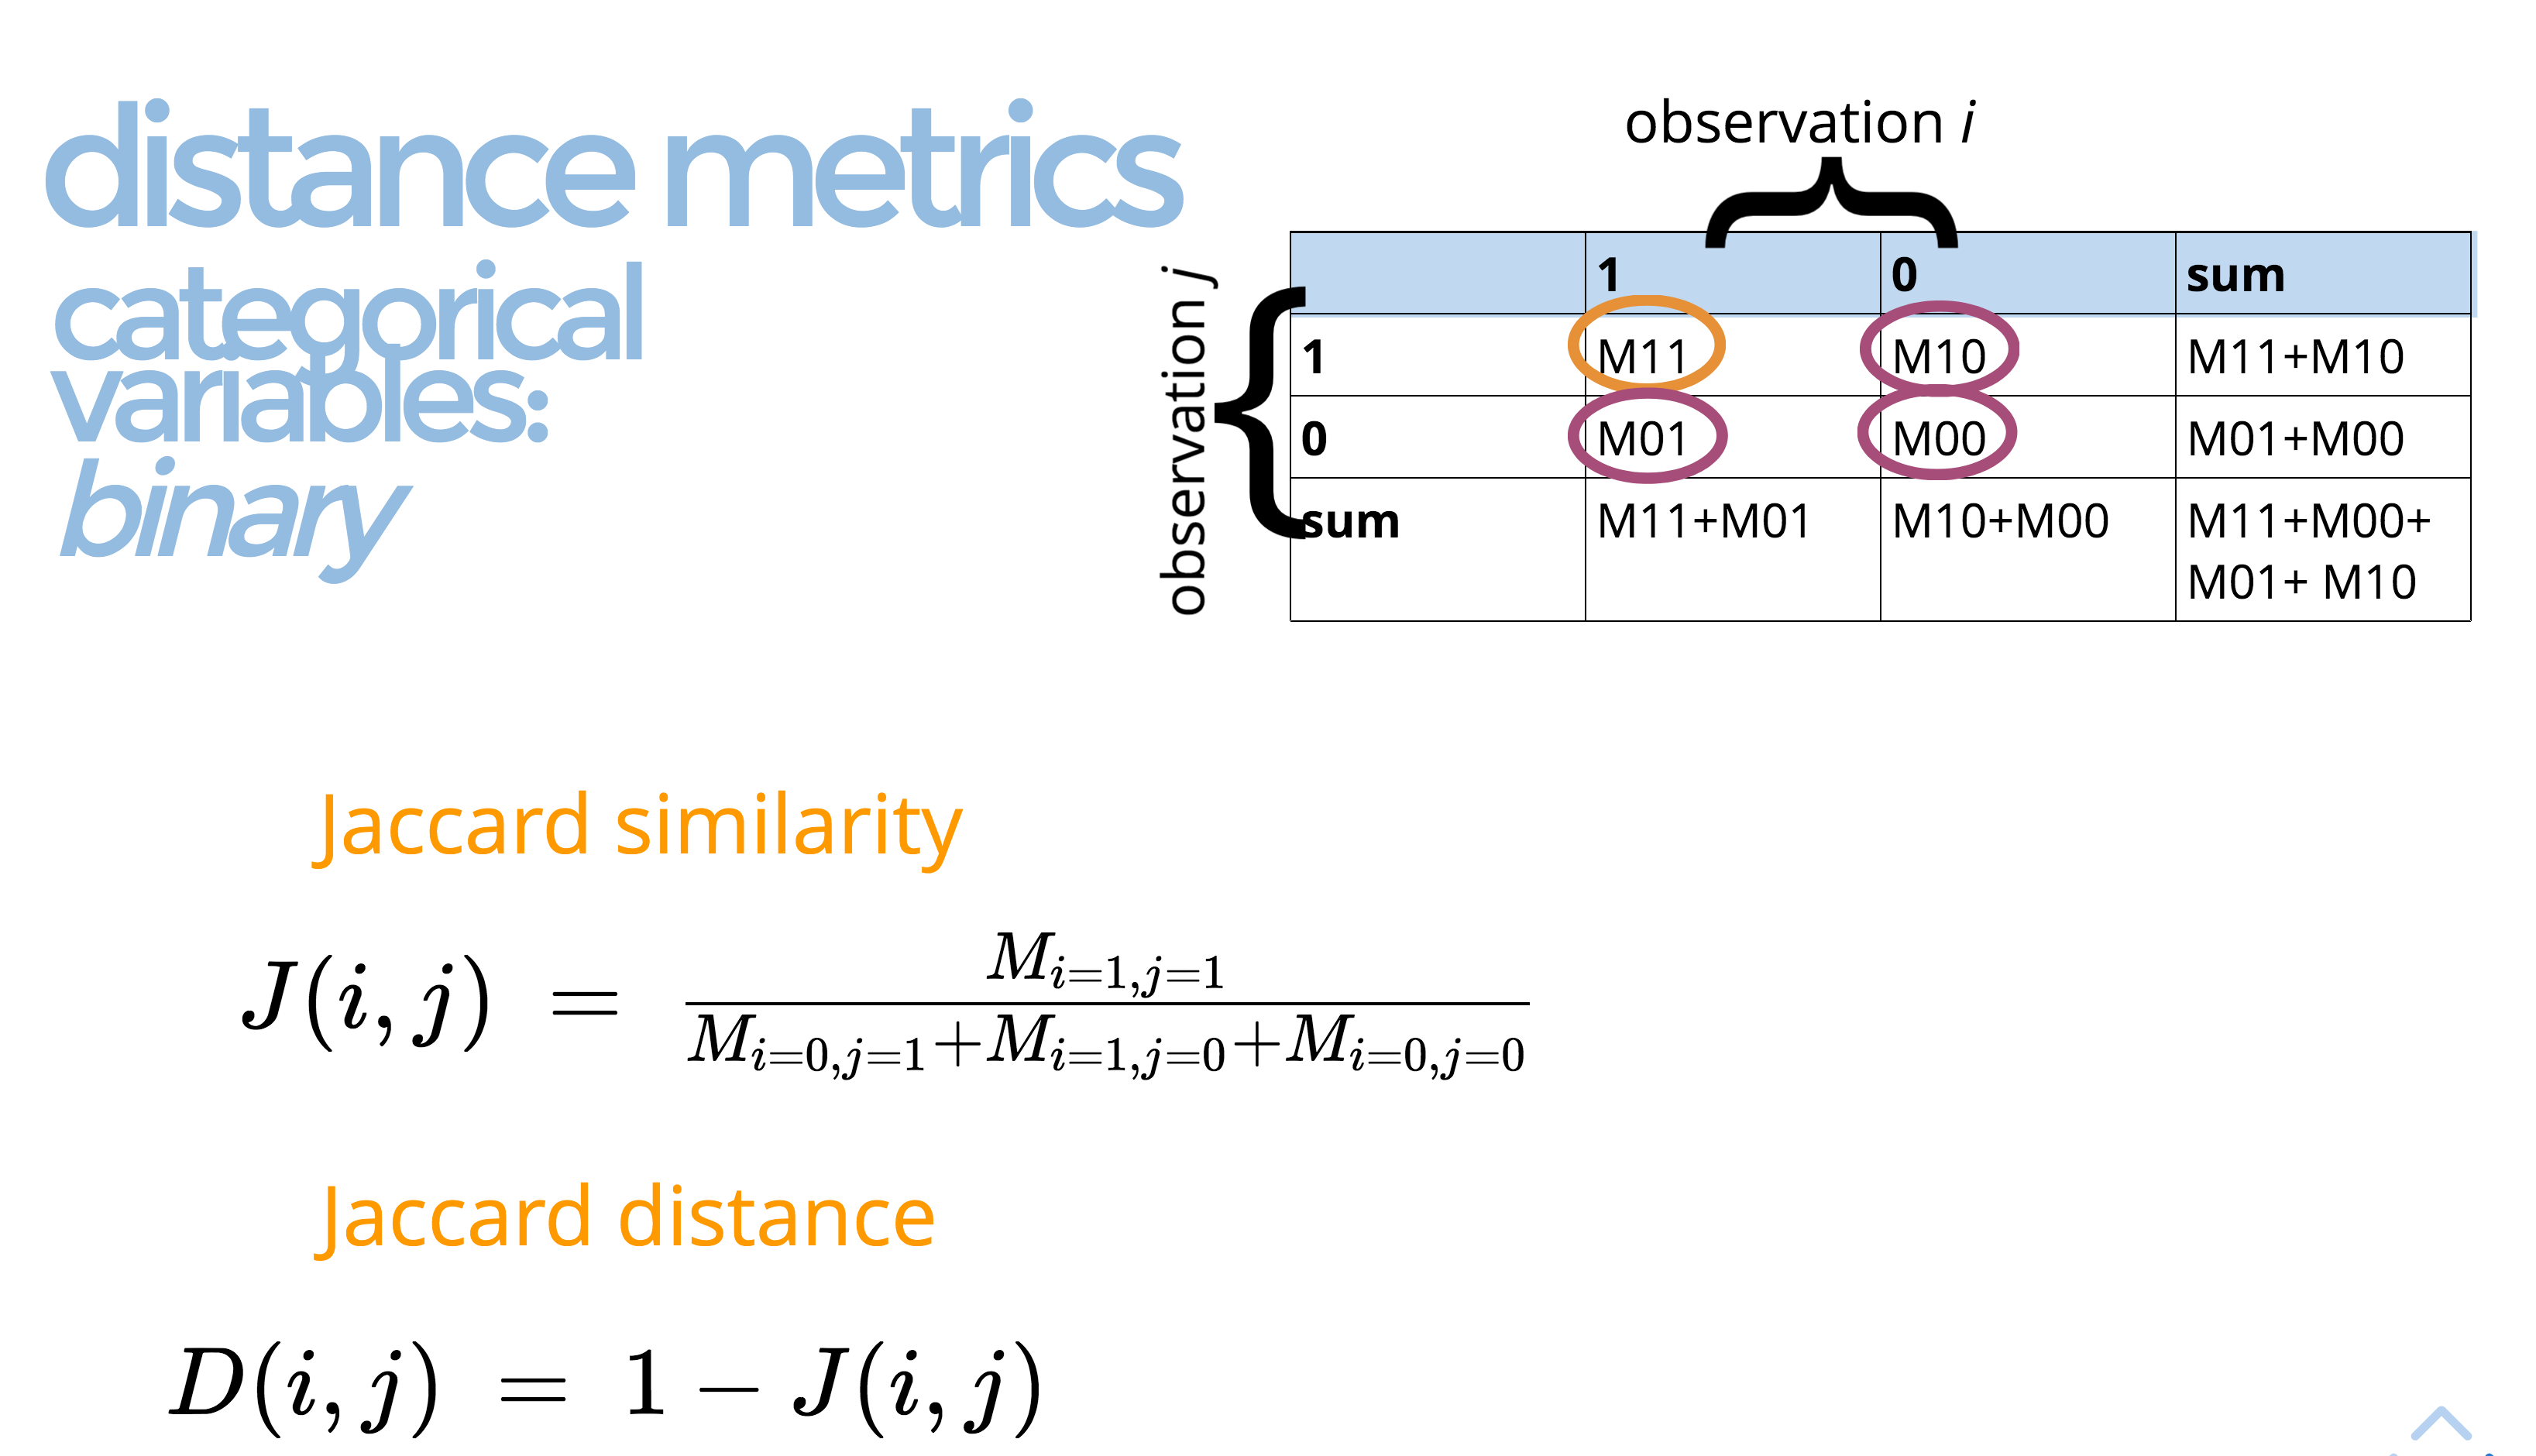 distance metrics
categorical
variables:
binary
observation i
observation j
1 0 sum
1 M11 M10 M11+M10
0 M01 M00 M01+M00
sum M11+M01 M10+M00 M11+M00+
M01+ M10
Jaccard similarity
J(i, j) = M_{i=1,j=1} / (M_{i=0,j=1}+M_{i=1,j=0}+M_{i=0,j=0})
Jaccard distance
D(i, j) = 1 − J(i, j)